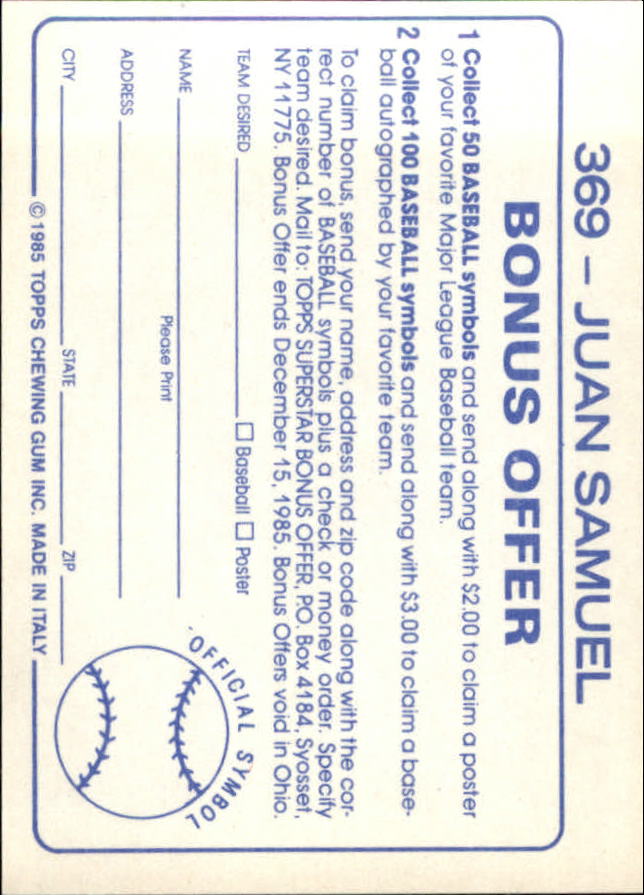 369 – JUAN SAMUEL
BONUS OFFER
1 Collect 50 BASEBALL symbols and send along with $2.00 to claim a poster
of your favorite Major League Baseball team.
2 Collect 100 BASEBALL symbols and send along with $3.00 to claim a base-
ball autographed by your favorite team.
To claim bonus, send your name, address and zip code along with the cor-
rect number of BASEBALL symbols plus a check or money order. Specify
team desired. Mail to: TOPPS SUPERSTAR BONUS OFFER, P.O. Box 4184, Syosset,
NY 11775. Bonus Offer ends December 15, 1985. Bonus Offers void in Ohio.
TEAM DESIRED ☐ Baseball ☐ Poster
NAME
Please Print
ADDRESS
CITY STATE ZIP
OFFICIAL SYMBOL
© 1985 TOPPS CHEWING GUM INC. MADE IN ITALY